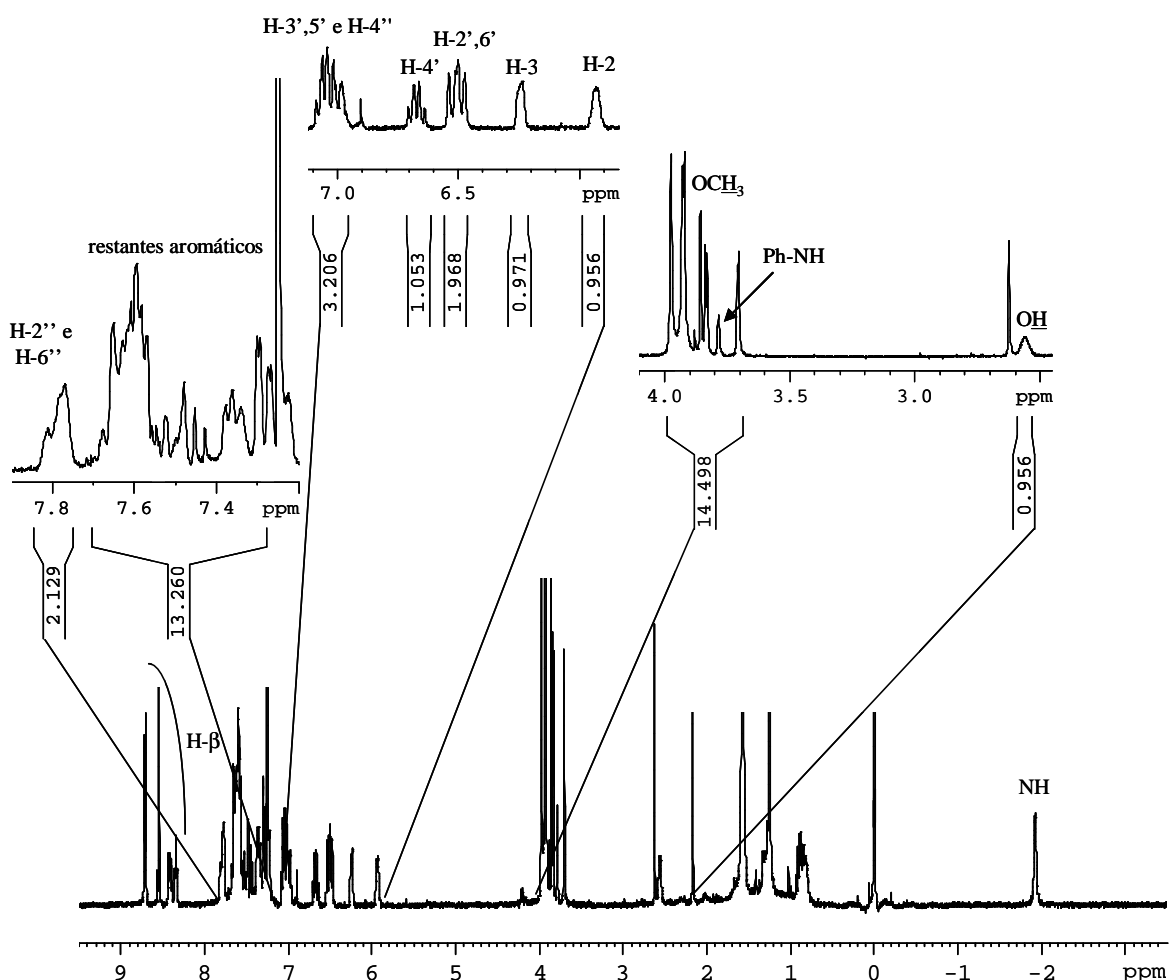 H-3',5' e H-4''
H-2',6'
H-4'
H-3
H-2
7.0
6.5
ppm
3.206
1.053
1.968
0.971
0.956
restantes aromáticos
H-2'' e
H-6''
7.8
7.6
7.4
ppm
2.129
13.260
OCH₃
Ph-NH
OH
4.0
3.5
3.0
ppm
14.498
0.956
H-β
NH
9
8
7
6
5
4
3
2
1
0
-1
-2
ppm